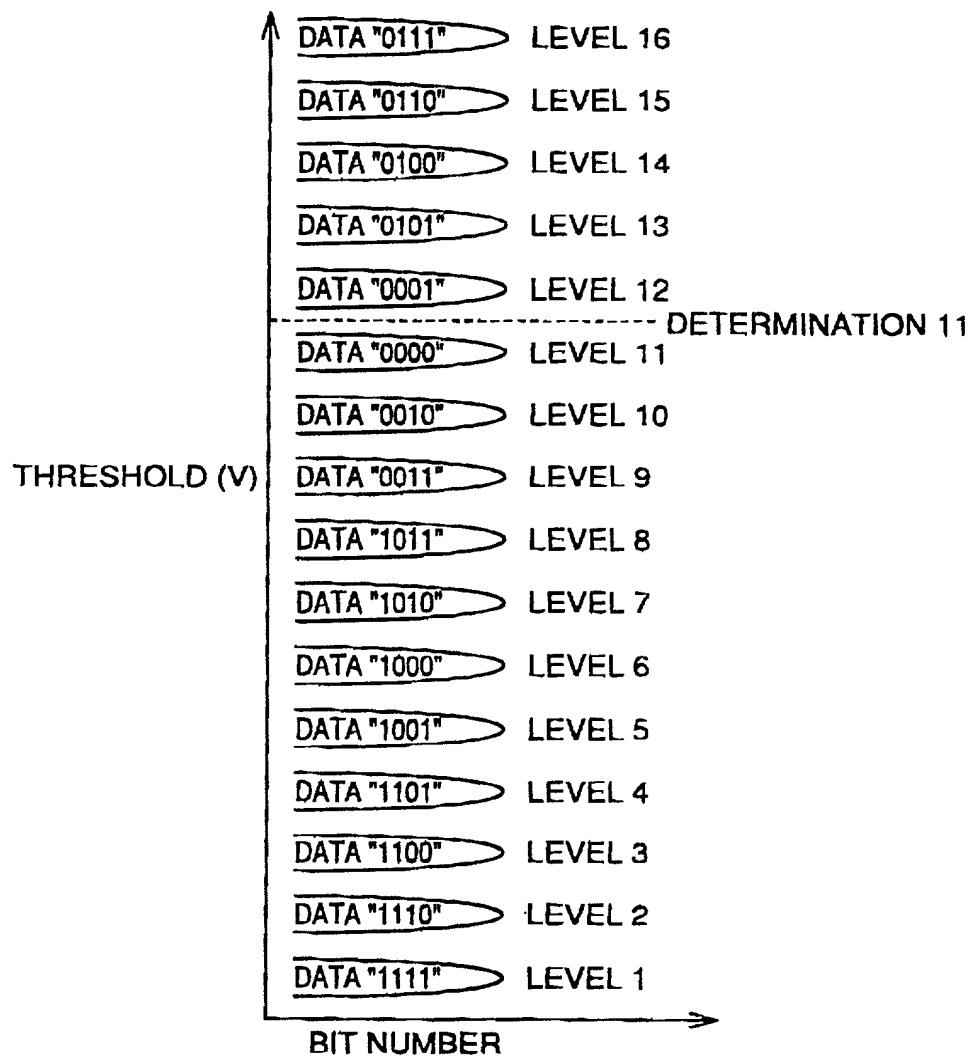 DATA "0111" LEVEL 16
DATA "0110" LEVEL 15
DATA "0100" LEVEL 14
DATA "0101" LEVEL 13
DATA "0001" LEVEL 12
DETERMINATION 11
DATA "0000" LEVEL 11
DATA "0010" LEVEL 10
THRESHOLD (V) DATA "0011" LEVEL 9
DATA "1011" LEVEL 8
DATA "1010" LEVEL 7
DATA "1000" LEVEL 6
DATA "1001" LEVEL 5
DATA "1101" LEVEL 4
DATA "1100" LEVEL 3
DATA "1110" LEVEL 2
DATA "1111" LEVEL 1
BIT NUMBER